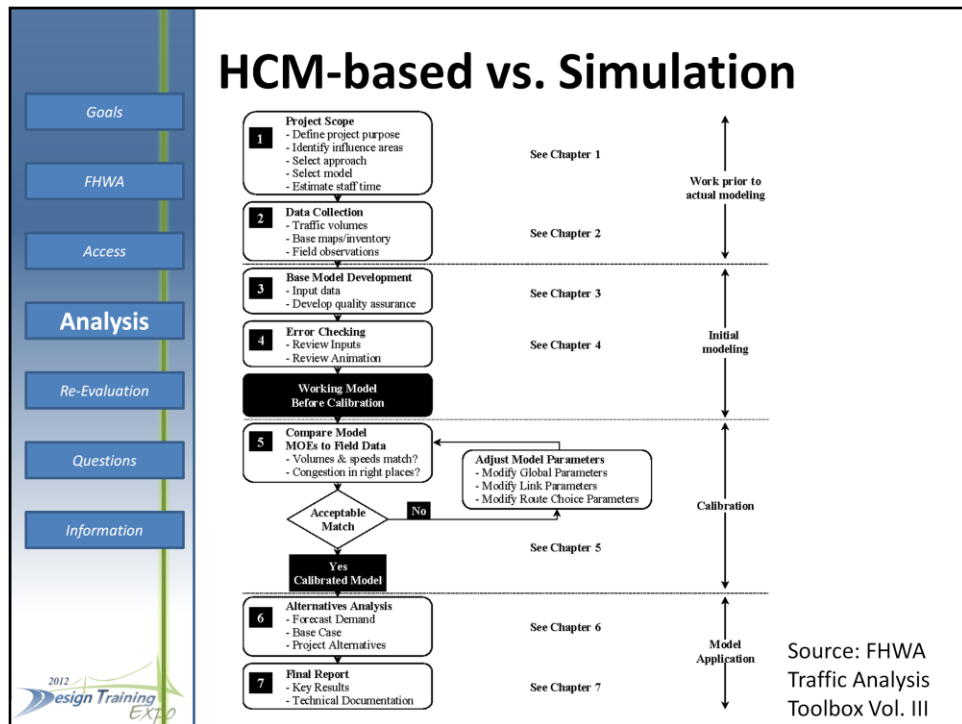 HCM-based vs. Simulation
Goals
FHWA
Access
Analysis
Re-Evaluation
Questions
Information
2012
Design Training
Expo
1
Project Scope
- Define project purpose
- Identify influence areas
- Select approach
- Select model
- Estimate staff time
See Chapter 1
Work prior to
actual modeling
2
Data Collection
- Traffic volumes
- Base maps/inventory
- Field observations
See Chapter 2
3
Base Model Development
- Input data
- Develop quality assurance
See Chapter 3
4
Error Checking
- Review Inputs
- Review Animation
See Chapter 4
Initial
modeling
Working Model
Before Calibration
5
Compare Model
MOEs to Field Data
- Volumes & speeds match?
- Congestion in right places?
Adjust Model Parameters
- Modify Global Parameters
- Modify Link Parameters
- Modify Route Choice Parameters
Calibration
Acceptable
Match
No
See Chapter 5
Yes
Calibrated Model
6
Alternatives Analysis
- Forecast Demand
- Base Case
- Project Alternatives
See Chapter 6
Model
Application
7
Final Report
- Key Results
- Technical Documentation
See Chapter 7
Source: FHWA
Traffic Analysis
Toolbox Vol. III